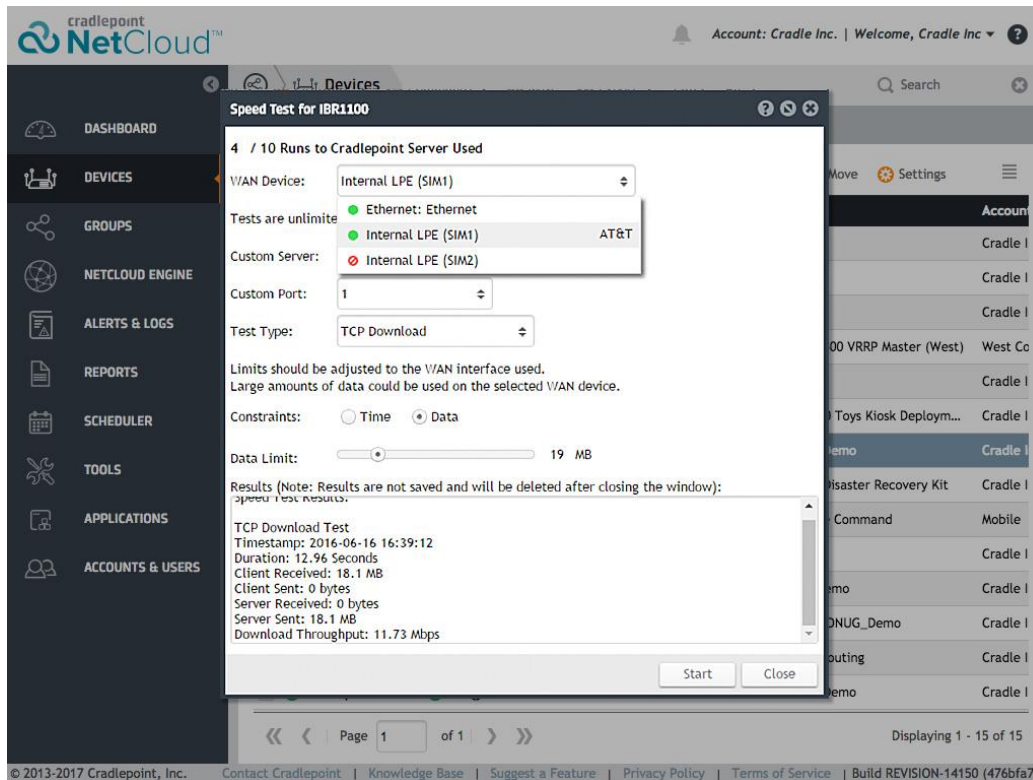 cradlepoint
NetCloud™
Account: Cradle Inc. | Welcome, Cradle Inc
Devices
Search
DASHBOARD
DEVICES
GROUPS
NETCLOUD ENGINE
ALERTS & LOGS
REPORTS
SCHEDULER
TOOLS
APPLICATIONS
ACCOUNTS & USERS
Speed Test for IBR1100
4 / 10 Runs to Cradlepoint Server Used
WAN Device: Internal LPE (SIM1)
Ethernet: Ethernet
Tests are unlimite
Internal LPE (SIM1) AT&T
Custom Server:
Internal LPE (SIM2)
Custom Port: 1
Test Type: TCP Download
Limits should be adjusted to the WAN interface used.
Large amounts of data could be used on the selected WAN device.
Constraints: Time Data
Data Limit: 19 MB
Results (Note: Results are not saved and will be deleted after closing the window):
Speed Test Results:
TCP Download Test
Timestamp: 2016-06-16 16:39:12
Duration: 12.96 Seconds
Client Received: 18.1 MB
Client Sent: 0 bytes
Server Received: 0 bytes
Server Sent: 18.1 MB
Download Throughput: 11.73 Mbps
Start Close
Move Settings
Account
Cradle I
Cradle I
Cradle I
00 VRRP Master (West) West Co
Cradle I
Toys Kiosk Deploym... Cradle I
Demo Cradle I
Disaster Recovery Kit Cradle I
Command Mobile
Cradle I
emo Cradle I
ONUG_Demo Cradle I
outing Cradle I
Demo Cradle I
Page 1 of 1
Displaying 1 - 15 of 15
© 2013-2017 Cradlepoint, Inc. Contact Cradlepoint | Knowledge Base | Suggest a Feature | Privacy Policy | Terms of Service | Build REVISION-14150 (476bfa7